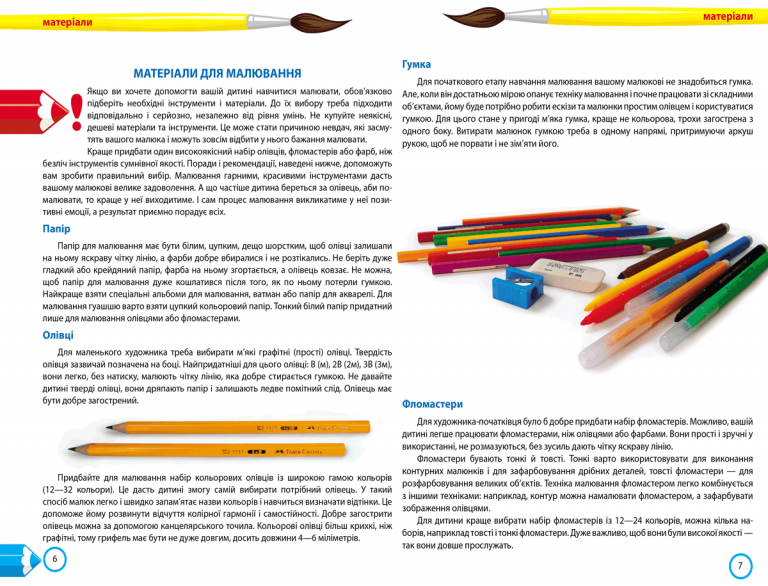 матеріали
МАТЕРІАЛИ ДЛЯ МАЛЮВАННЯ
!
Якщо ви хочете допомогти вашій дитині навчитися малювати, обов’язково
підберіть необхідні інструменти і матеріали. До їх вибору треба підходити
відповідально і серйозно, незалежно від рівня умінь. Не купуйте неякісні,
дешеві матеріали та інструменти. Це може стати причиною невдач, які засму-
тять вашого малюка і можуть зовсім відбити у нього бажання малювати.
Краще придбати один високоякісний набір олівців, фломастерів або фарб, ніж
безліч інструментів сумнівної якості. Поради і рекомендації, наведені нижче, допоможуть
вам зробити правильний вибір. Малювання гарними, красивими інструментами дасть
вашому малюкові велике задоволення. А що частіше дитина береться за олівець, аби по-
малювати, то краще у неї виходитиме. І сам процес малювання викликатиме у неї пози-
тивні емоції, а результат приємно порадує всіх.
Папір
Папір для малювання має бути білим, цупким, дещо шорстким, щоб олівці залишали
на ньому яскраву чітку лінію, а фарби добре вбиралися і не розтікались. Не беріть дуже
гладкий або крейдяний папір, фарба на ньому згортається, а олівець ковзає. Не можна,
щоб папір для малювання дуже кошлатився після того, як по ньому потерли гумкою.
Найкраще взяти спеціальні альбоми для малювання, ватман або папір для акварелі. Для
малювання гуашшю варто взяти цупкий кольоровий папір. Тонкий білий папір придатний
лише для малювання олівцями або фломастерами.
Олівці
Для маленького художника треба вибирати м’які графітні (прості) олівці. Твердість
олівця зазвичай позначена на боці. Найпридатніші для цього олівці: В (м), 2В (2м), 3В (3м),
вони легко, без натиску, малюють чітку лінію, яка добре стирається гумкою. Не давайте
дитині тверді олівці, вони дряпають папір і залишають ледве помітний слід. Олівець має
бути добре загострений.
FABER-CASTELL
FABER-CASTELL
Придбайте для малювання набір кольорових олівців із широкою гамою кольорів
(12—32 кольори). Це дасть дитині змогу самій вибирати потрібний олівець. У такий
спосіб малюк легко і швидко запам’ятає назви кольорів і навчиться визначати відтінки. Це
допоможе йому розвинути відчуття колірної гармонії і самостійності. Добре загострити
олівець можна за допомогою канцелярського точила. Кольорові олівці більш крихкі, ніж
графітні, тому грифель має бути не дуже довгим, досить довжини 4—6 міліметрів.
6
матеріали
Гумка
Для початкового етапу навчання малювання вашому малюкові не знадобиться гумка.
Але, коли він достатньою мірою опанує техніку малювання і почне працювати зі складними
об’єктами, йому буде потрібно робити ескізи та малюнки простим олівцем і користуватися
гумкою. Для цього стане у пригоді м’яка гумка, краще не кольорова, трохи загострена з
одного боку. Витирати малюнок гумкою треба в одному напрямі, притримуючи аркуш
рукою, щоб не порвати і не зім’яти його.
Фломастери
Для художника-початківця було б добре придбати набір фломастерів. Можливо, вашій
дитині легше працювати фломастерами, ніж олівцями або фарбами. Вони прості і зручні у
використанні, не розмазуються, без зусиль дають чітку яскраву лінію.
Фломастери бувають тонкі й товсті. Тонкі варто використовувати для виконання
контурних малюнків і для зафарбовування дрібних деталей, товсті фломастери — для
розфарбовування великих об’єктів. Техніка малювання фломастером легко комбінується
з іншими техніками: наприклад, контур можна намалювати фломастером, а зафарбувати
зображення олівцями.
Для дитини краще вибрати набір фломастерів із 12—24 кольорів, можна кілька на-
борів, наприклад товсті і тонкі фломастери. Дуже важливо, щоб вони були високої якості —
так вони довше прослужать.
7